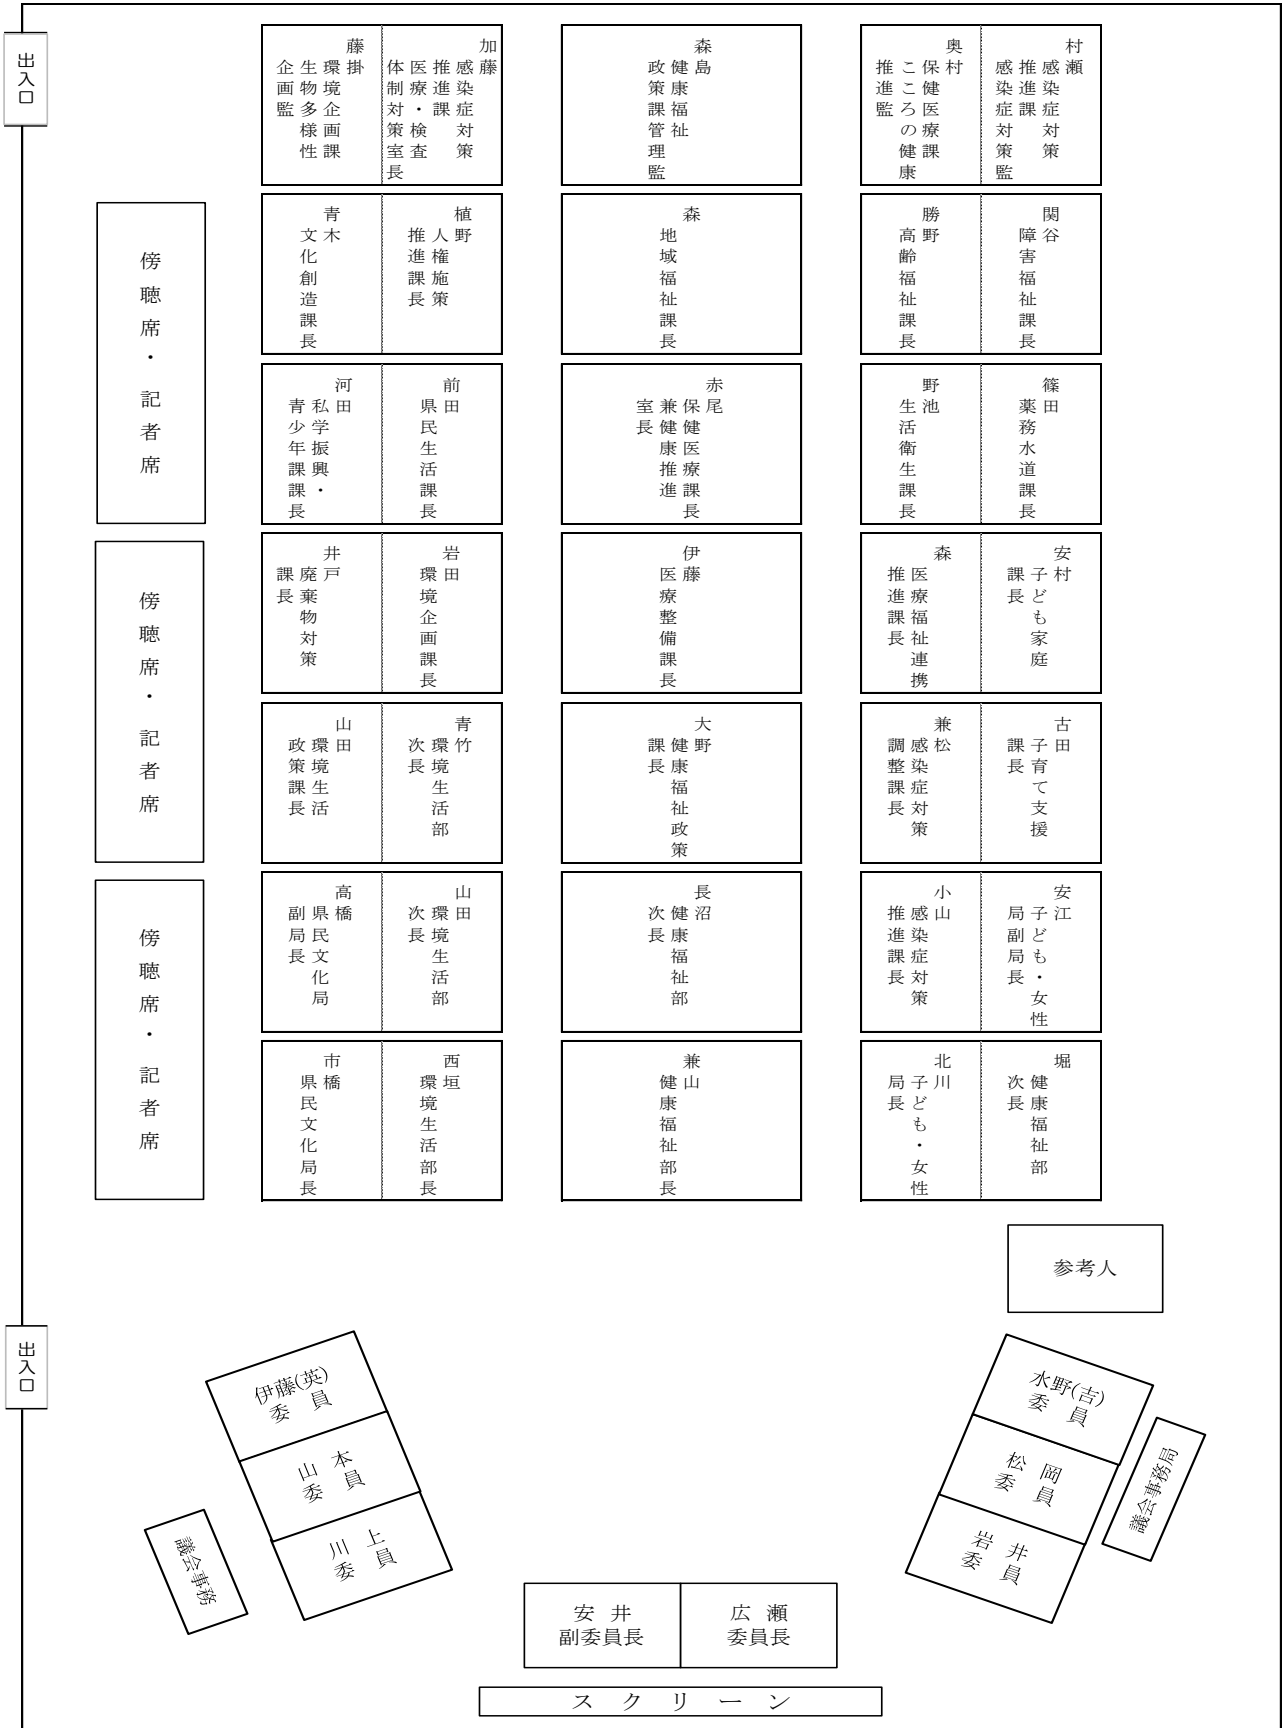 出入口
藤掛
環境企画課
生物多様性
企画監
加藤
感染症対策
推進課
医療・検査
体制対策室長
森島
健康福祉
政策課管理監
奥村
保健医療課
こころの健康
推進監
村瀬
感染症対策
推進課
感染症対策監
傍聴席・記者席
青木
文化創造課長
植野
人権施策
推進課長
森
地域福祉課長
勝野
高齢福祉課長
関谷
障害福祉課長
河田
私学振興・
青少年課課長
前田
県民生活課長
赤尾
保健医療課長
兼健康推進
室長
野池
生活衛生課長
篠田
薬務水道課長
傍聴席・記者席
井戸
廃棄物対策
課長
岩田
環境企画課長
伊藤
医療整備課長
森
医療福祉連携
推進課長
安村
子ども家庭
課長
山田
環境生活
政策課長
青竹
環境生活部
次長
大野
健康福祉政策
課長
兼松
感染症対策
調整課長
古田
子育て支援
課長
傍聴席・記者席
高橋
県民文化局
副局長
山田
環境生活部
次長
長沼
健康福祉部
次長
小山
感染症対策
推進課長
安江
子ども・女性
局副局長
市橋
県民文化局長
西垣
環境生活部長
兼山
健康福祉部長
北川
子ども・女性
局長
堀
健康福祉部
次長
参考人
出入口
伊藤(英)
委員
山本
委員
川上
委員
議会事務
水野(吉)
委員
松岡
委員
岩井
委員
議会事務局
安井
副委員長
広瀬
委員長
スクリーン